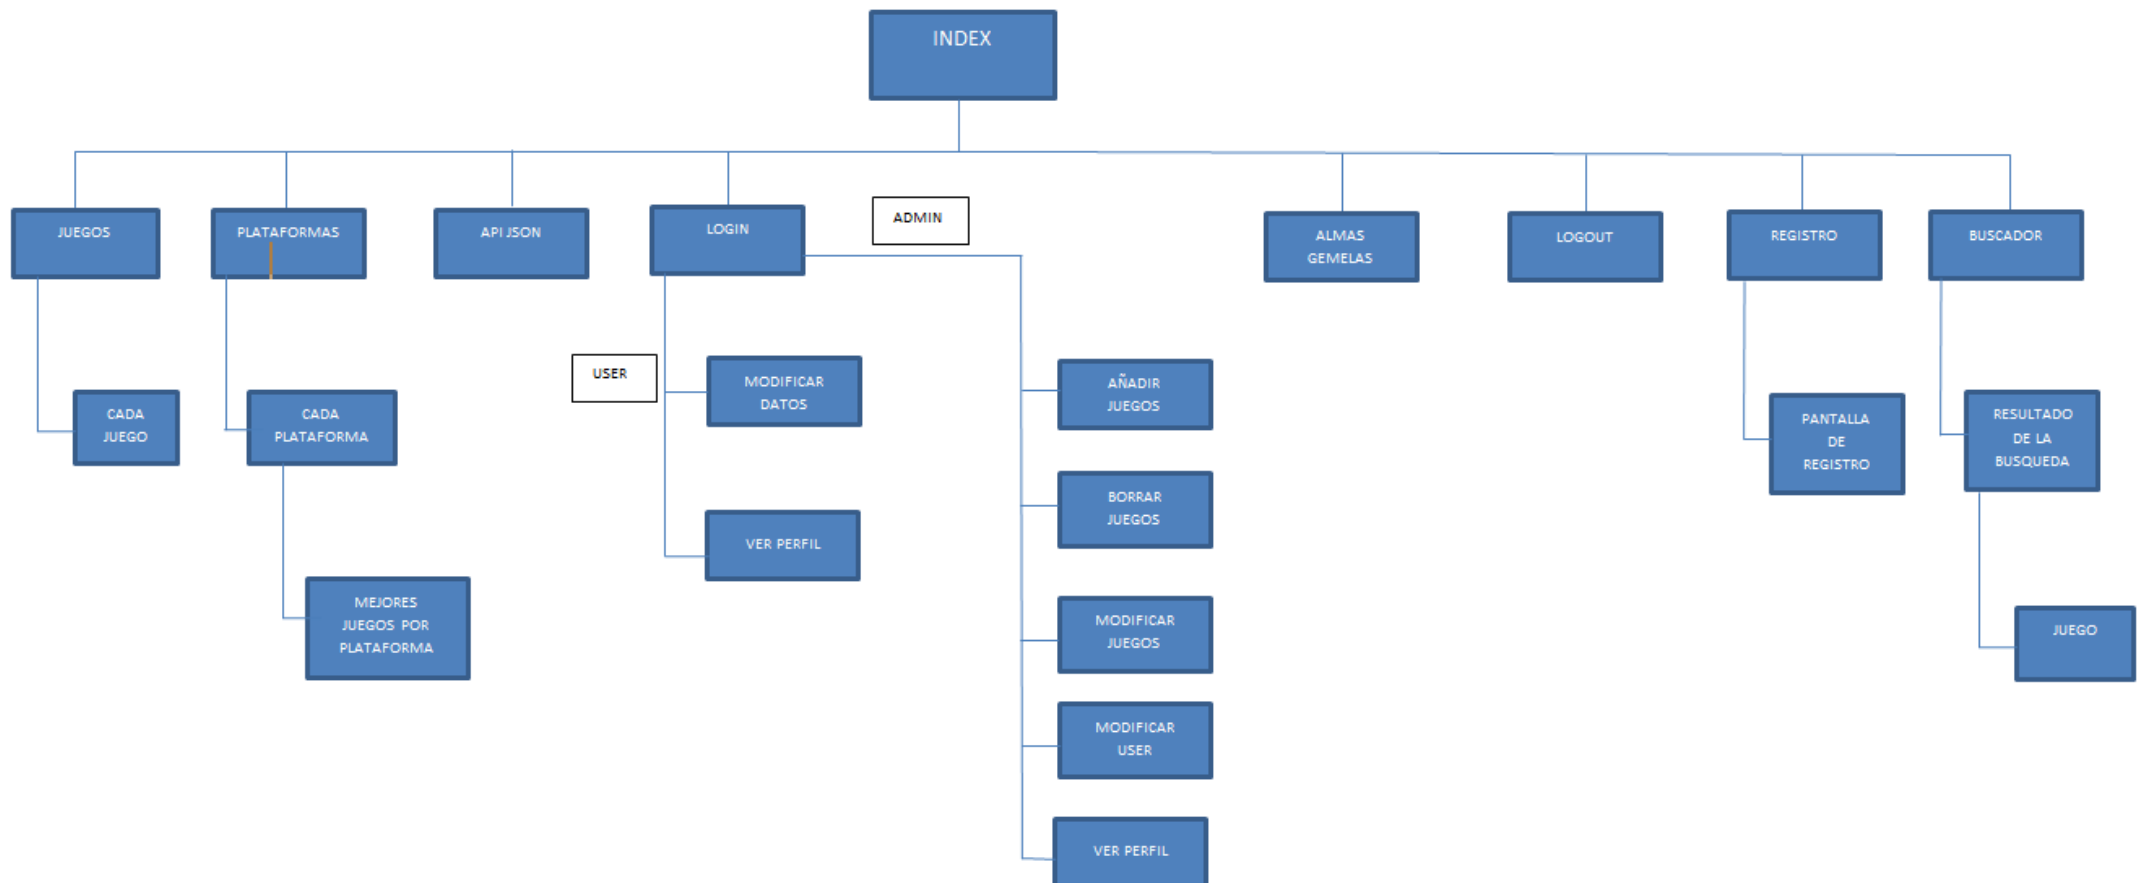 INDEX
JUEGOS
PLATAFORMAS
API JSON
LOGIN
ADMIN
ALMAS
GEMELAS
LOGOUT
REGISTRO
BUSCADOR
USER
MODIFICAR
DATOS
AÑADIR
JUEGOS
CADA
JUEGO
CADA
PLATAFORMA
PANTALLA
DE
REGISTRO
RESULTADO
DE LA
BUSQUEDA
BORRAR
JUEGOS
VER PERFIL
MEJORES
JUEGOS POR
PLATAFORMA
MODIFICAR
JUEGOS
JUEGO
MODIFICAR
USER
VER PERFIL